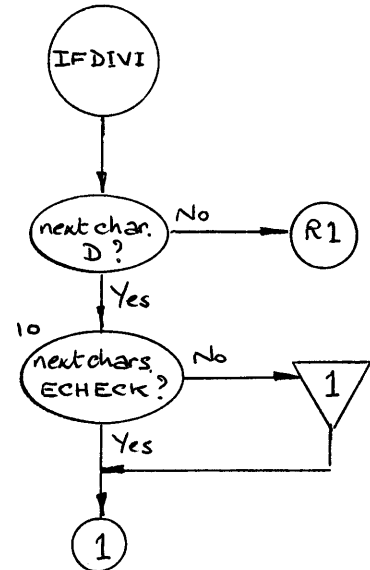 IFDIVI
next char.
D?
No
R1
Yes
10
next chars.
ECHECK?
No
1
Yes
1